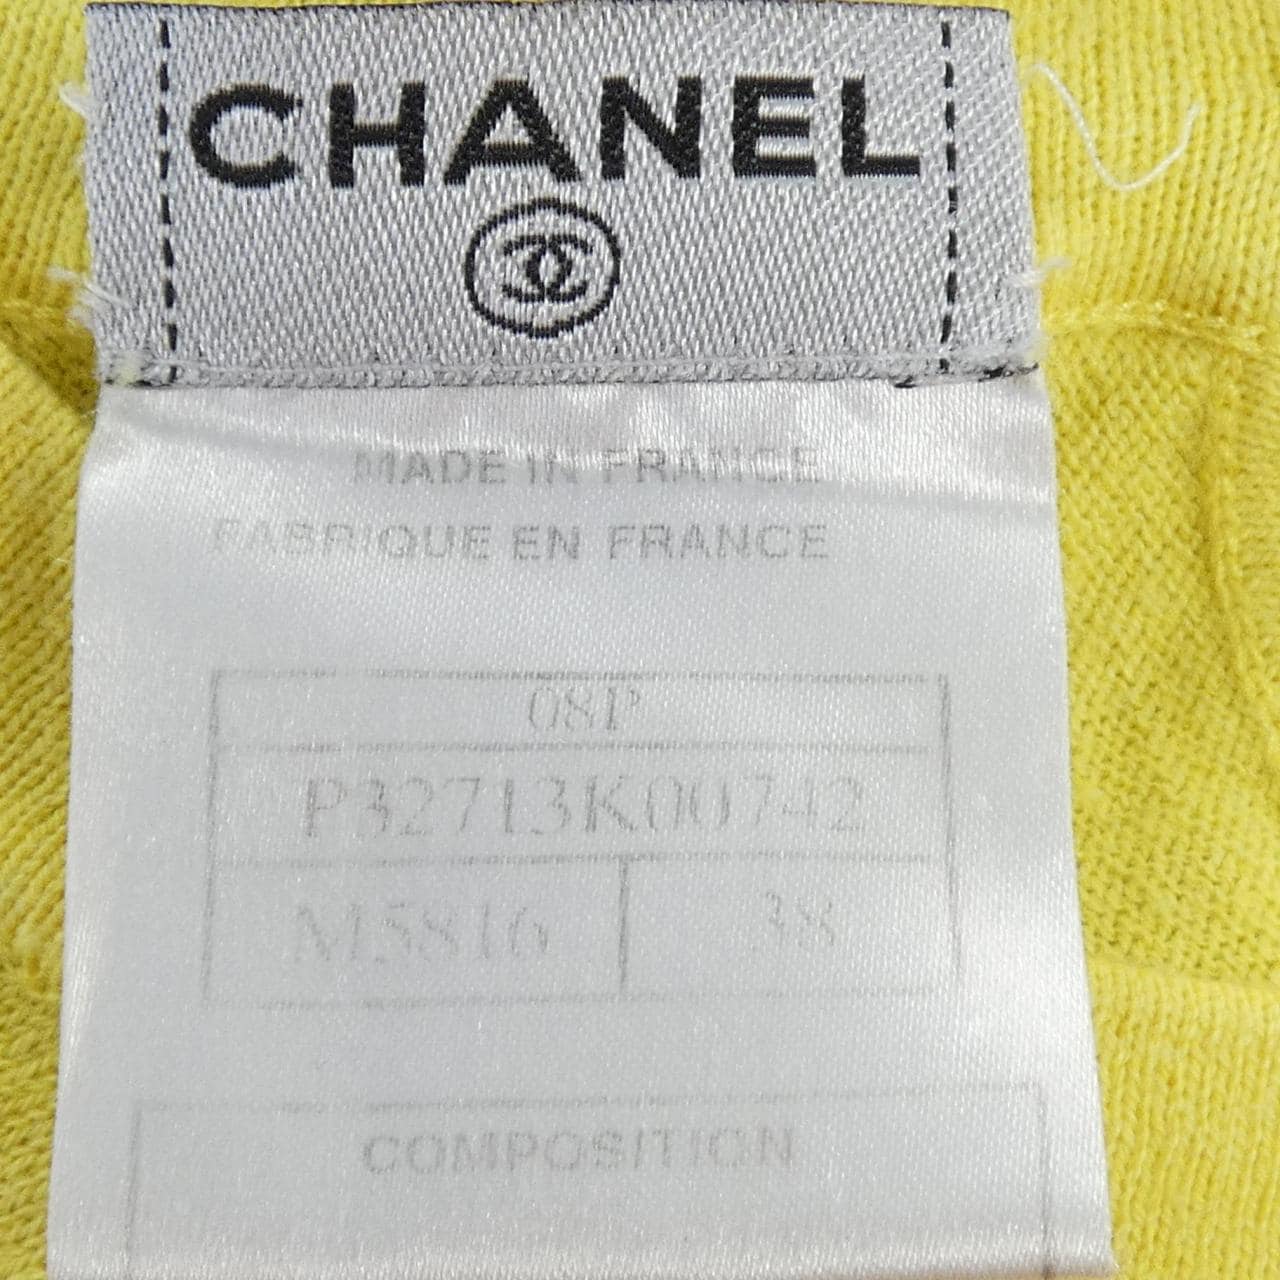 CHANEL
MADE IN FRANCE
FABRIQUE EN FRANCE
08P
P32713K00742
M5816 38
COMPOSITION